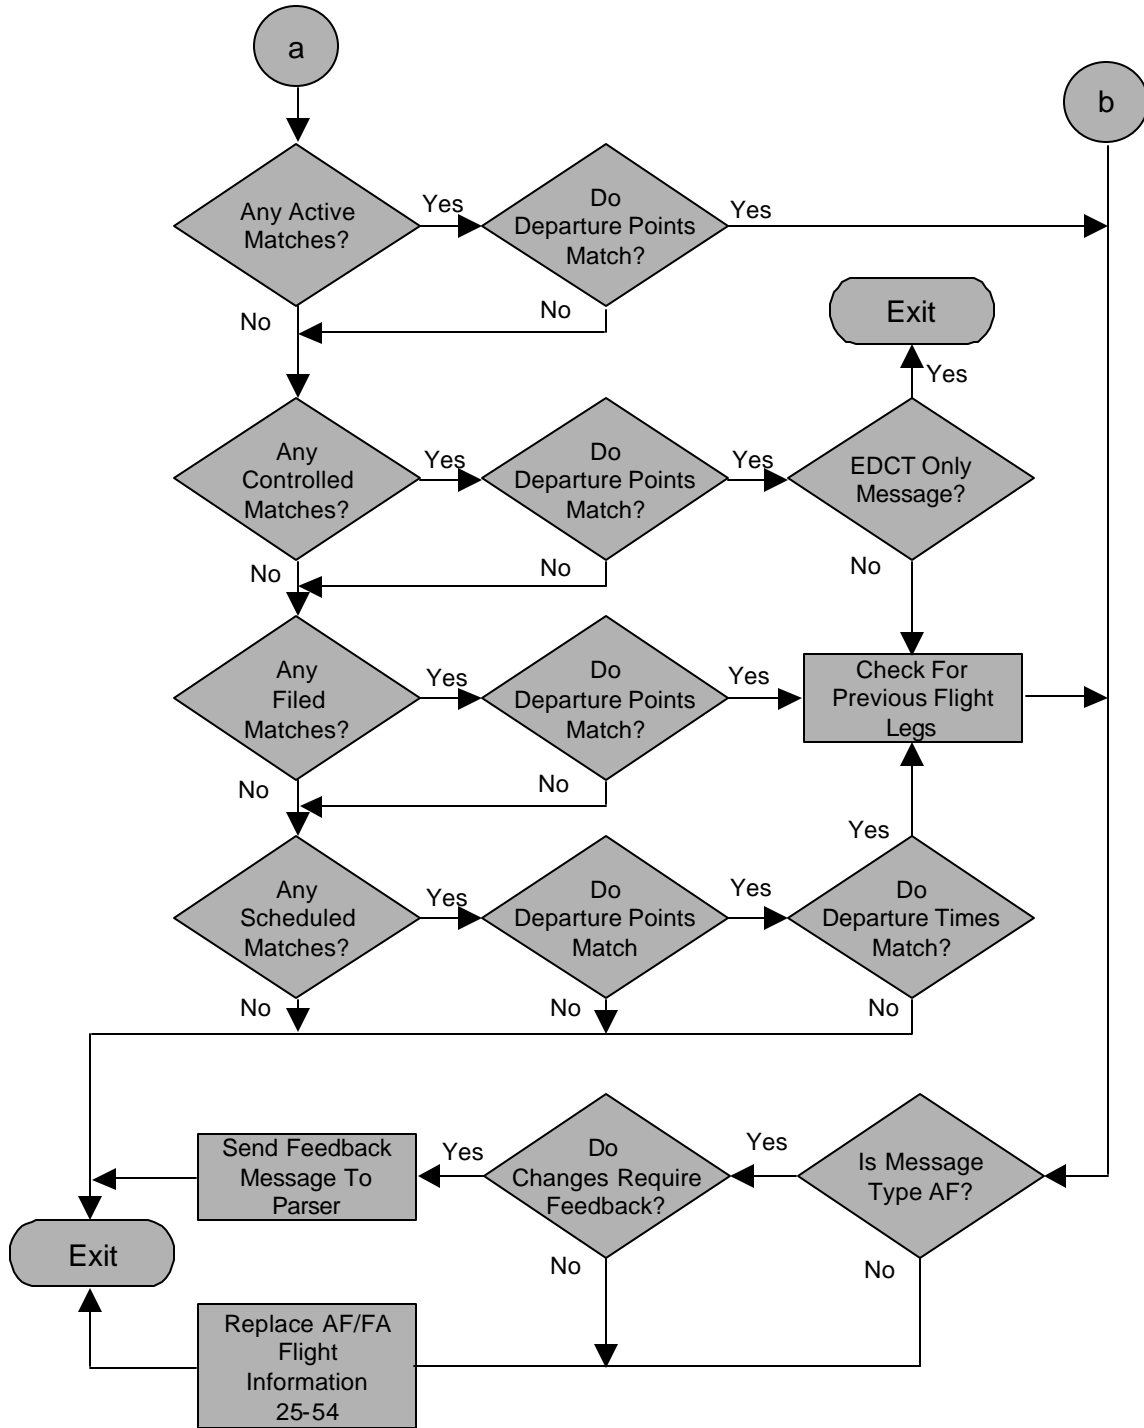 a
b
Any Active
Matches?
Yes
Do
Departure Points
Match?
Yes
No
No
Exit
Yes
Any
Controlled
Matches?
Yes
Do
Departure Points
Match?
Yes
EDCT Only
Message?
No
No
No
Any
Filed
Matches?
Yes
Do
Departure Points
Match?
Yes
Check For
Previous Flight
Legs
No
No
Yes
Any
Scheduled
Matches?
Yes
Do
Departure Points
Match
Yes
Do
Departure Times
Match?
No
No
No
Send Feedback
Message To
Parser
Yes
Do
Changes Require
Feedback?
Yes
Is Message
Type AF?
Exit
No
No
Replace AF/FA
Flight
Information
25-54